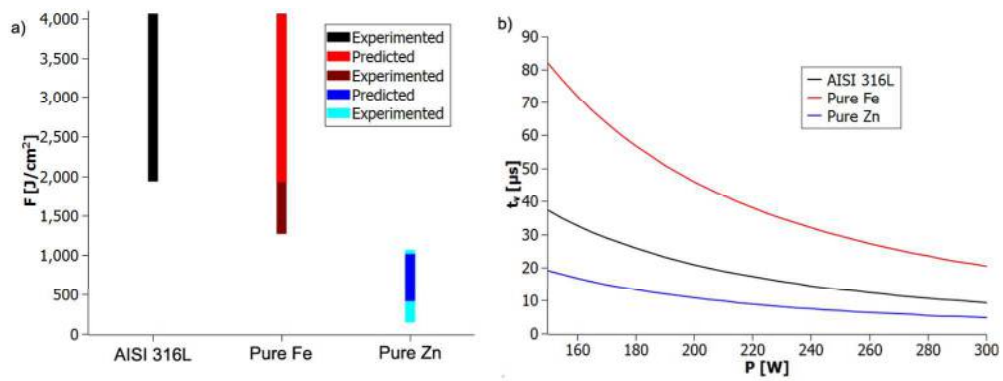 a)
F [J/cm²]
4,000
3,500
3,000
2,500
2,000
1,500
1,000
500
0
Experimented
Predicted
Experimented
Predicted
Experimented
AISI 316L Pure Fe Pure Zn
b)
tᵥ [µs]
90
80
70
60
50
40
30
20
10
0
AISI 316L
Pure Fe
Pure Zn
160 180 200 220 240 260 280 300
P [W]